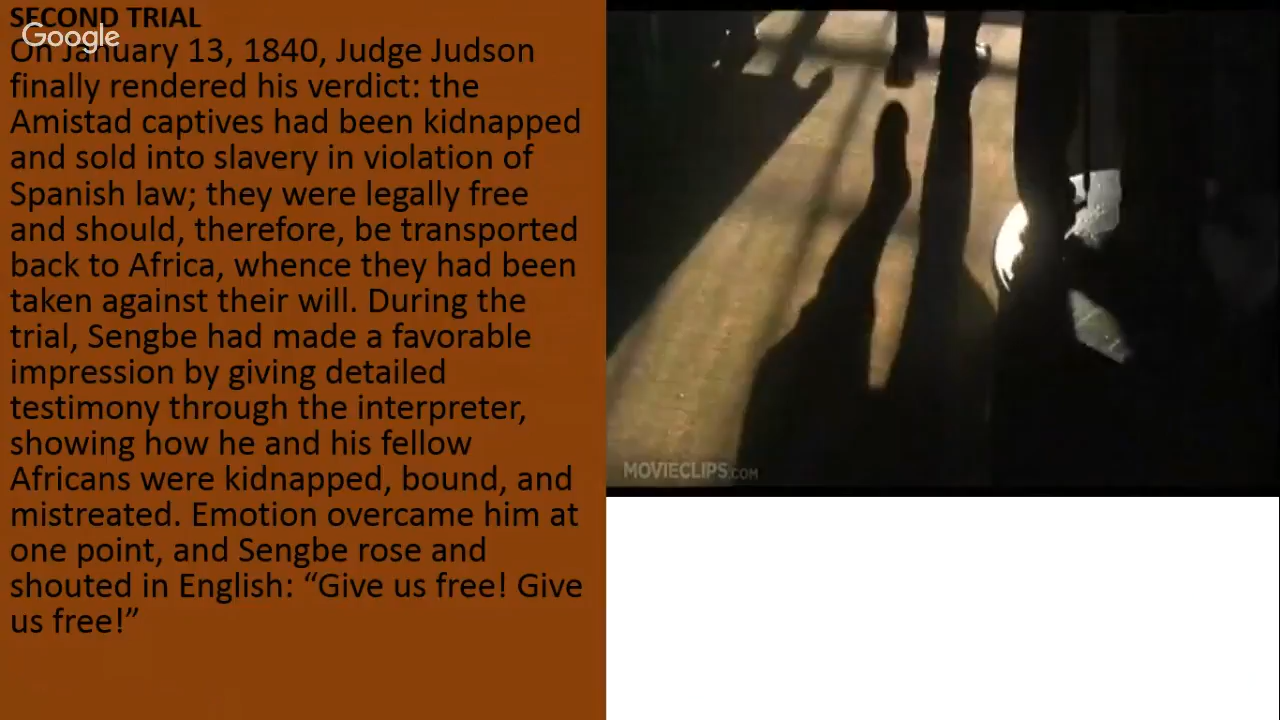 SECOND TRIAL
Google
On January 13, 1840, Judge Judson
finally rendered his verdict: the
Amistad captives had been kidnapped
and sold into slavery in violation of
Spanish law; they were legally free
and should, therefore, be transported
back to Africa, whence they had been
taken against their will. During the
trial, Sengbe had made a favorable
impression by giving detailed
testimony through the interpreter,
showing how he and his fellow
Africans were kidnapped, bound, and
mistreated. Emotion overcame him at
one point, and Sengbe rose and
shouted in English: “Give us free! Give
us free!”
MOVIECLIPS.COM